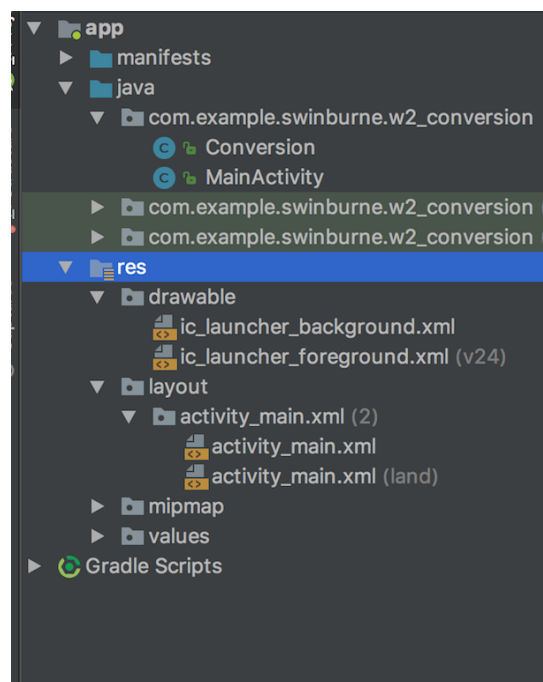 app
manifests
java
com.example.swinburne.w2_conversion
Conversion
MainActivity
com.example.swinburne.w2_conversion (
com.example.swinburne.w2_conversion (
res
drawable
ic_launcher_background.xml
ic_launcher_foreground.xml (v24)
layout
activity_main.xml (2)
activity_main.xml
activity_main.xml (land)
mipmap
values
Gradle Scripts